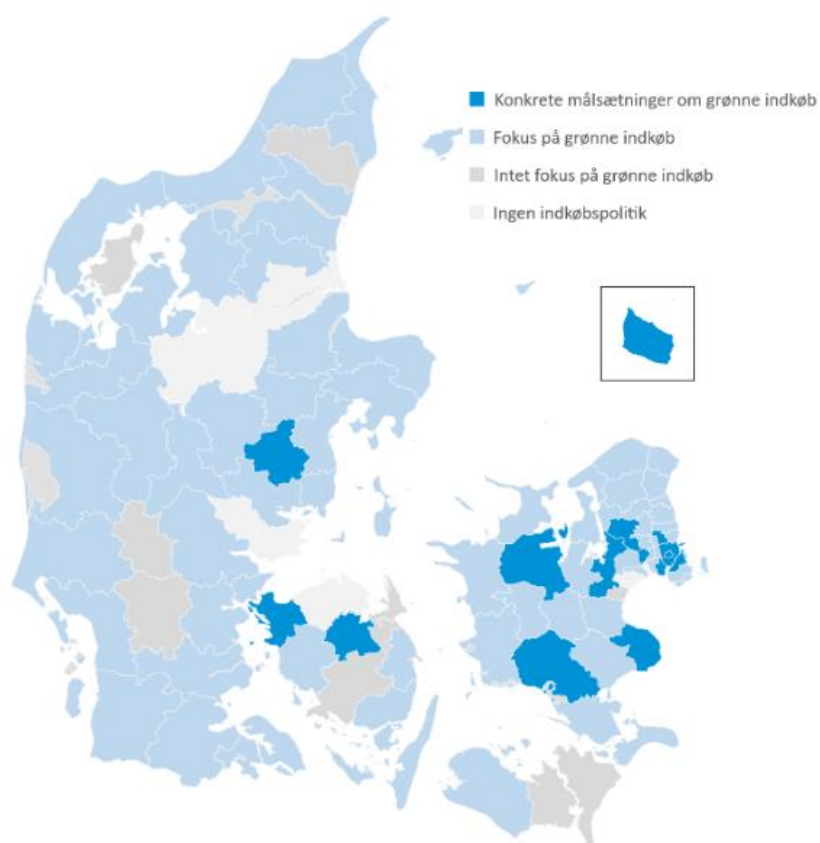 Konkrete målsætninger om grønne indkøb
Fokus på grønne indkøb
Intet fokus på grønne indkøb
Ingen indkøbspolitik